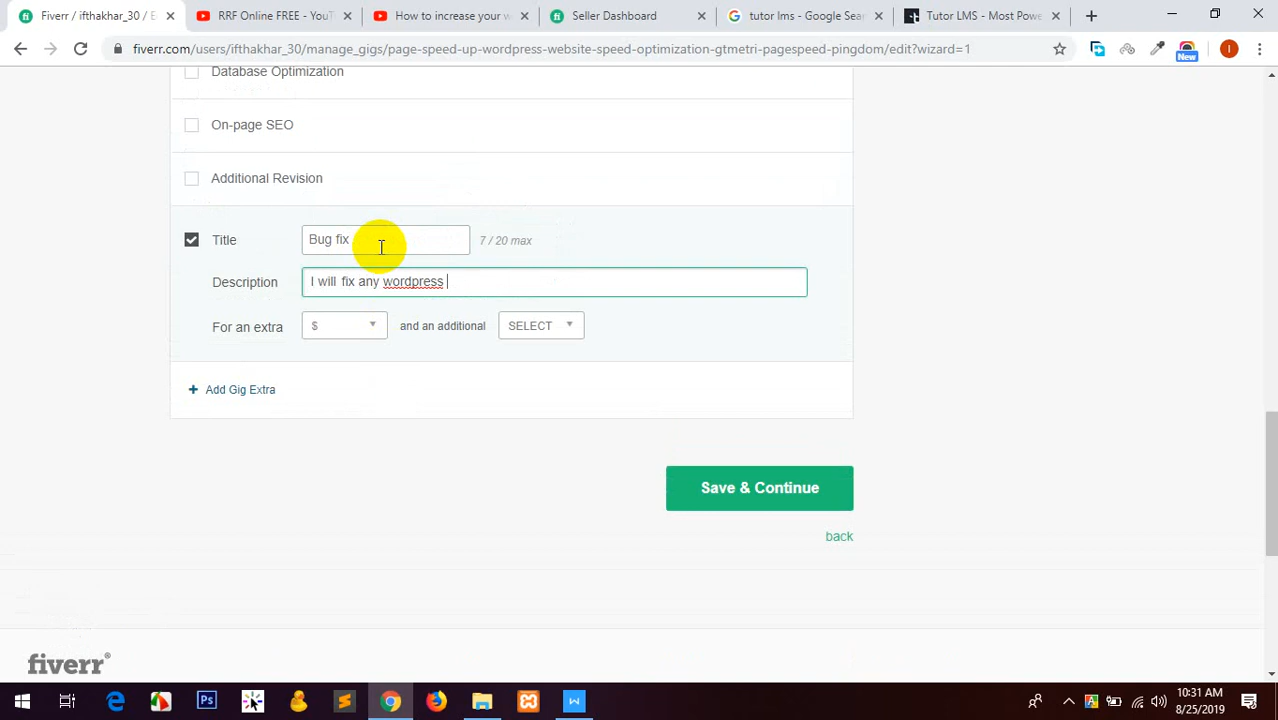 Fiverr / ifthakhar_30 / E
RRF Online FREE - YouT
How to increase your w
Seller Dashboard
tutor lms - Google Sear
Tutor LMS - Most Powe
fiverr.com/users/ifthakhar_30/manage_gigs/page-speed-up-wordpress-website-speed-optimization-gtmetri-pagespeed-pingdom/edit?wizard=1
New
I
Database Optimization
On-page SEO
Additional Revision
Title
Bug fix
7 / 20 max
Description
I will fix any wordpress
For an extra
$
and an additional
SELECT
+ Add Gig Extra
Save & Continue
back
fiverr®
10:31 AM
8/25/2019